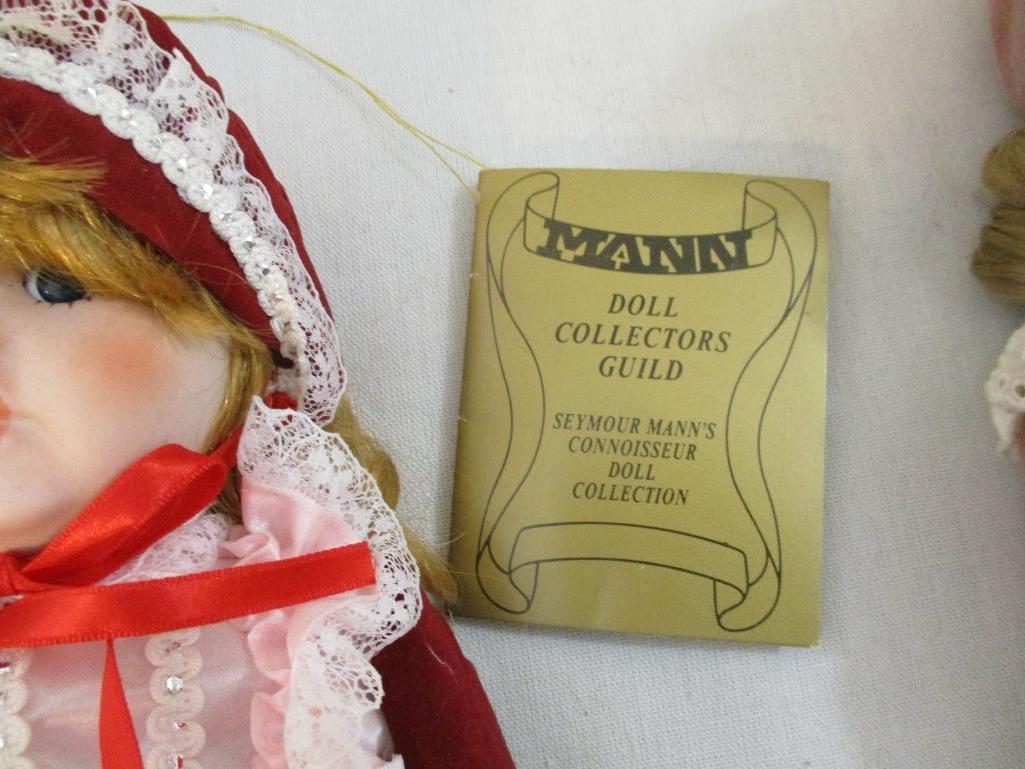 MANN
DOLL
COLLECTORS
GUILD
SEYMOUR MANN'S
CONNOISSEUR
DOLL
COLLECTION